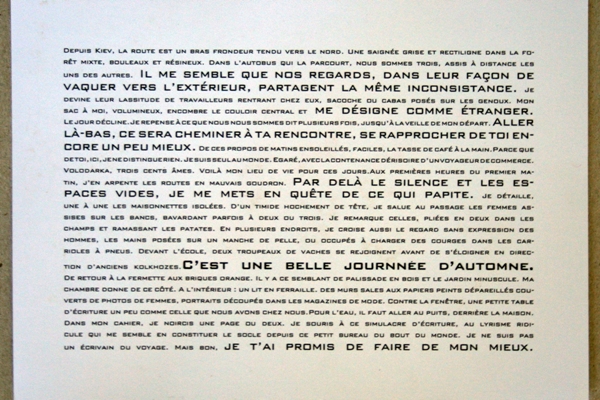 Depuis Kiev, la route est un bras frondeur tendu vers le nord. Une saignée grise et rectiligne dans la fo-
rêt mixte, bouleaux et résineux. Dans l'autobus qui la parcourt, nous sommes trois, assis à distance les
uns des autres. Il me semble que nos regards, dans leur façon de
vaquer vers l'extérieur, partagent la même inconsistance. Je
devine leur lassitude de travailleurs rentrant chez eux, sacoche ou cabas posés sur les genoux. Mon
sac à moi, volumineux, encombre le couloir central et me désigne comme étranger.
Le jour décline. Je repense à ce que nous nous sommes dit plusieurs fois, jusqu'à la veille de mon départ. Aller
là-bas, ce sera cheminer à ta rencontre, se rapprocher de toi en-
core un peu mieux. De ces propos de matins ensoleillés, faciles, la tasse de café à la main. Parce que
de toi, ici, je ne distingue rien. Je suis seul au monde. Egaré, avec la contenance dérisoire d'un voyageur de commerce.
Volodarka, trois cents âmes. Voilà mon lieu de vie pour ces jours. Aux premières heures du premier ma-
tin, j'en arpente les routes en mauvais goudron. Par delà le silence et les es-
paces vides, je me mets en quête de ce qui papite. Je détaille,
une à une les maisonnettes isolées. D'un timide hochement de tête, je salue au passage les femmes as-
sises sur les bancs, bavardant parfois à deux ou trois. Je remarque celles, pliées en deux dans les
champs et ramassant les patates. En plusieurs endroits, je croise aussi le regard sans expression des
hommes, les mains posées sur un manche de pelle, ou occupés à charger des courges dans les car-
rioles à pneus. Devant l'école, deux troupeaux de vaches se rejoignent avant de s'éloigner en direc-
tion d'anciens kolkhozes. C'est une belle journnée d'automne.
De retour à la fermette aux briques orange. Il y a ce semblant de palissade en bois et le jardin minuscule. Ma
chambre donne de ce côté. A l'intérieur : un lit en ferraille. des murs sales aux papiers peints dépareillés cou-
verts de photos de femmes, portraits découpés dans les magazines de mode. Contre la fenêtre, une petite table
d'écriture un peu comme celle que nous avons chez nous. Pour l'eau, il faut aller au puits, derrière la maison.
Dans mon cahier, je noircis une page ou deux. Je souris à ce simulacre d'écriture, au lyrisme ridi-
cule qui me semble en constituer le socle depuis ce petit bureau du bout du monde. Je ne suis pas
un écrivain du voyage. Mais bon, je t'ai promis de faire de mon mieux.